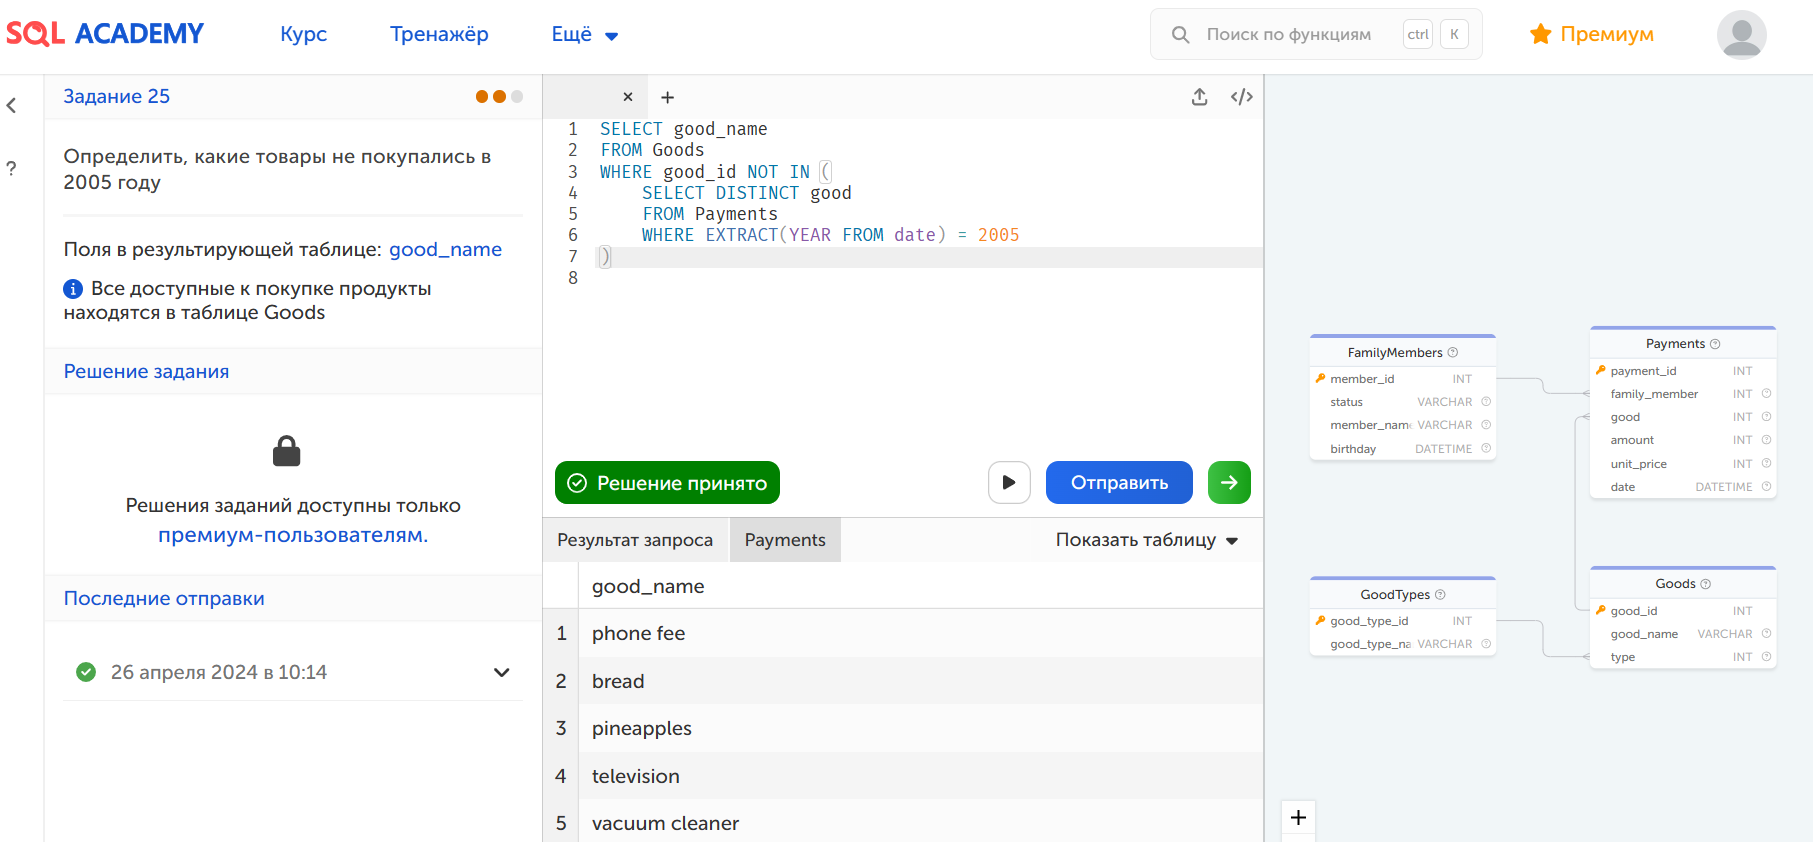 SQL ACADEMY
Курс
Тренажёр
Ещё
Поиск по функциям
ctrl
K
Премиум
Задание 25
Определить, какие товары не покупались в
2005 году
Поля в результирующей таблице: good_name
Все доступные к покупке продукты
находятся в таблице Goods
Решение задания
Решения заданий доступны только
премиум-пользователям.
Последние отправки
26 апреля 2024 в 10:14
1 SELECT good_name
2 FROM Goods
3 WHERE good_id NOT IN (
4 SELECT DISTINCT good
5 FROM Payments
6 WHERE EXTRACT(YEAR FROM date) = 2005
7 )
8
Решение принято
Отправить
Результат запроса
Payments
Показать таблицу
good_name
1 phone fee
2 bread
3 pineapples
4 television
5 vacuum cleaner
FamilyMembers
member_id INT
status VARCHAR
member_name VARCHAR
birthday DATETIME
Payments
payment_id INT
family_member INT
good INT
amount INT
unit_price INT
date DATETIME
GoodTypes
good_type_id INT
good_type_na VARCHAR
Goods
good_id INT
good_name VARCHAR
type INT